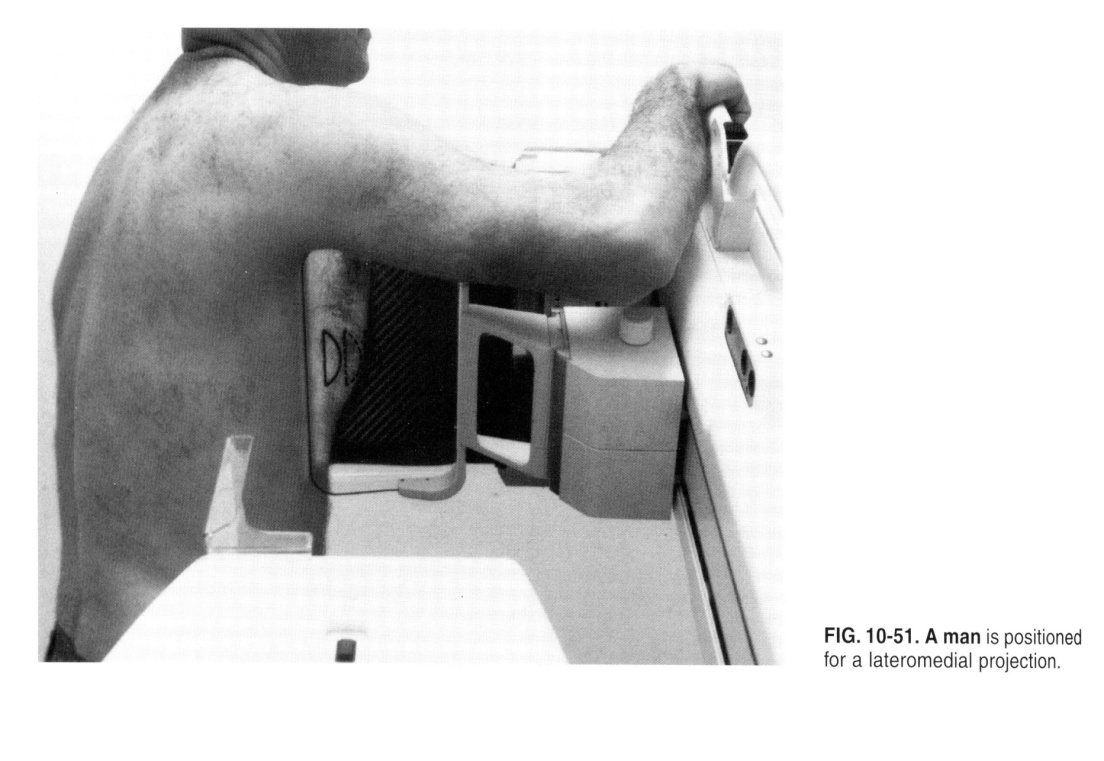 FIG. 10-51. A man is positioned
for a lateromedial projection.